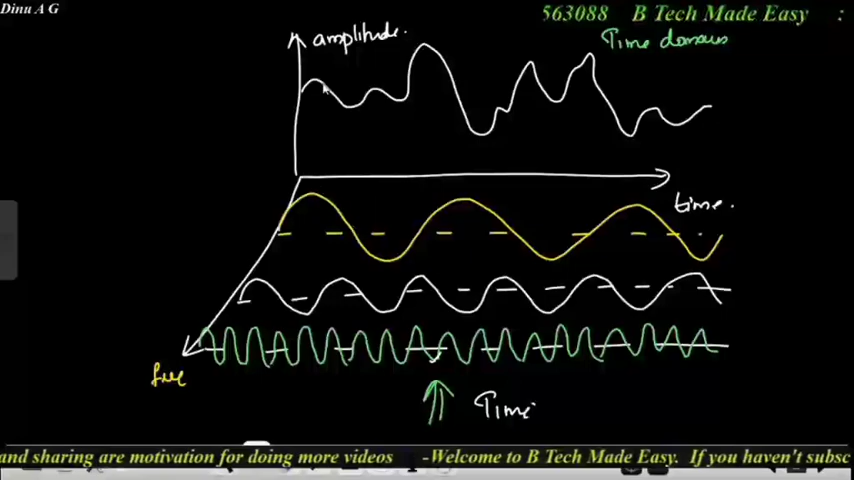 Dinu A G
563088 B Tech Made Easy :
amplitude.
Time domain
time.
fre
Time
and sharing are motivation for doing more videos -Welcome to B Tech Made Easy. If you haven't subsc